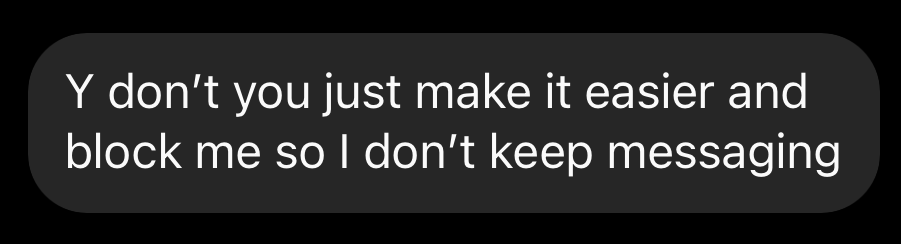 Y don’t you just make it easier and
block me so I don’t keep messaging